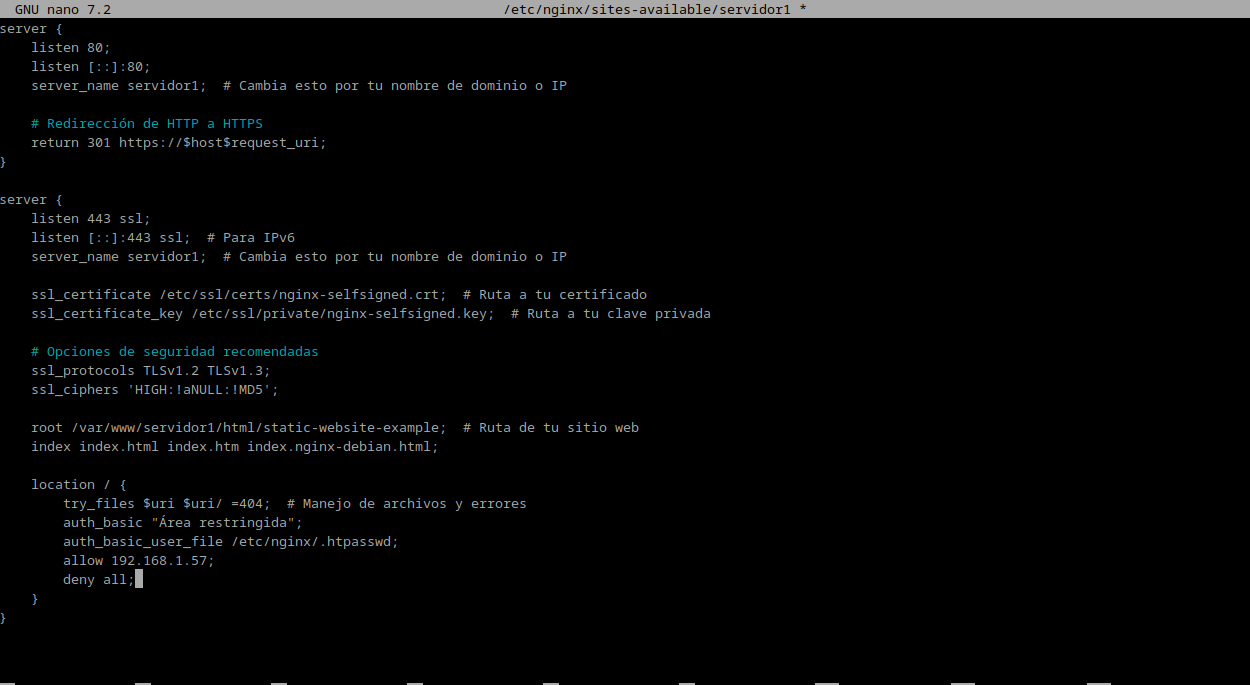 GNU nano 7.2 /etc/nginx/sites-available/servidor1 *
server {
    listen 80;
    listen [::]:80;
    server_name servidor1;  # Cambia esto por tu nombre de dominio o IP

    # Redirección de HTTP a HTTPS
    return 301 https://$host$request_uri;
}

server {
    listen 443 ssl;
    listen [::]:443 ssl;  # Para IPv6
    server_name servidor1;  # Cambia esto por tu nombre de dominio o IP

    ssl_certificate /etc/ssl/certs/nginx-selfsigned.crt;  # Ruta a tu certificado
    ssl_certificate_key /etc/ssl/private/nginx-selfsigned.key;  # Ruta a tu clave privada

    # Opciones de seguridad recomendadas
    ssl_protocols TLSv1.2 TLSv1.3;
    ssl_ciphers 'HIGH:!aNULL:!MD5';

    root /var/www/servidor1/html/static-website-example;  # Ruta de tu sitio web
    index index.html index.htm index.nginx-debian.html;

    location / {
        try_files $uri $uri/ =404;  # Manejo de archivos y errores
        auth_basic "Área restringida";
        auth_basic_user_file /etc/nginx/.htpasswd;
        allow 192.168.1.57;
        deny all;
    }
}